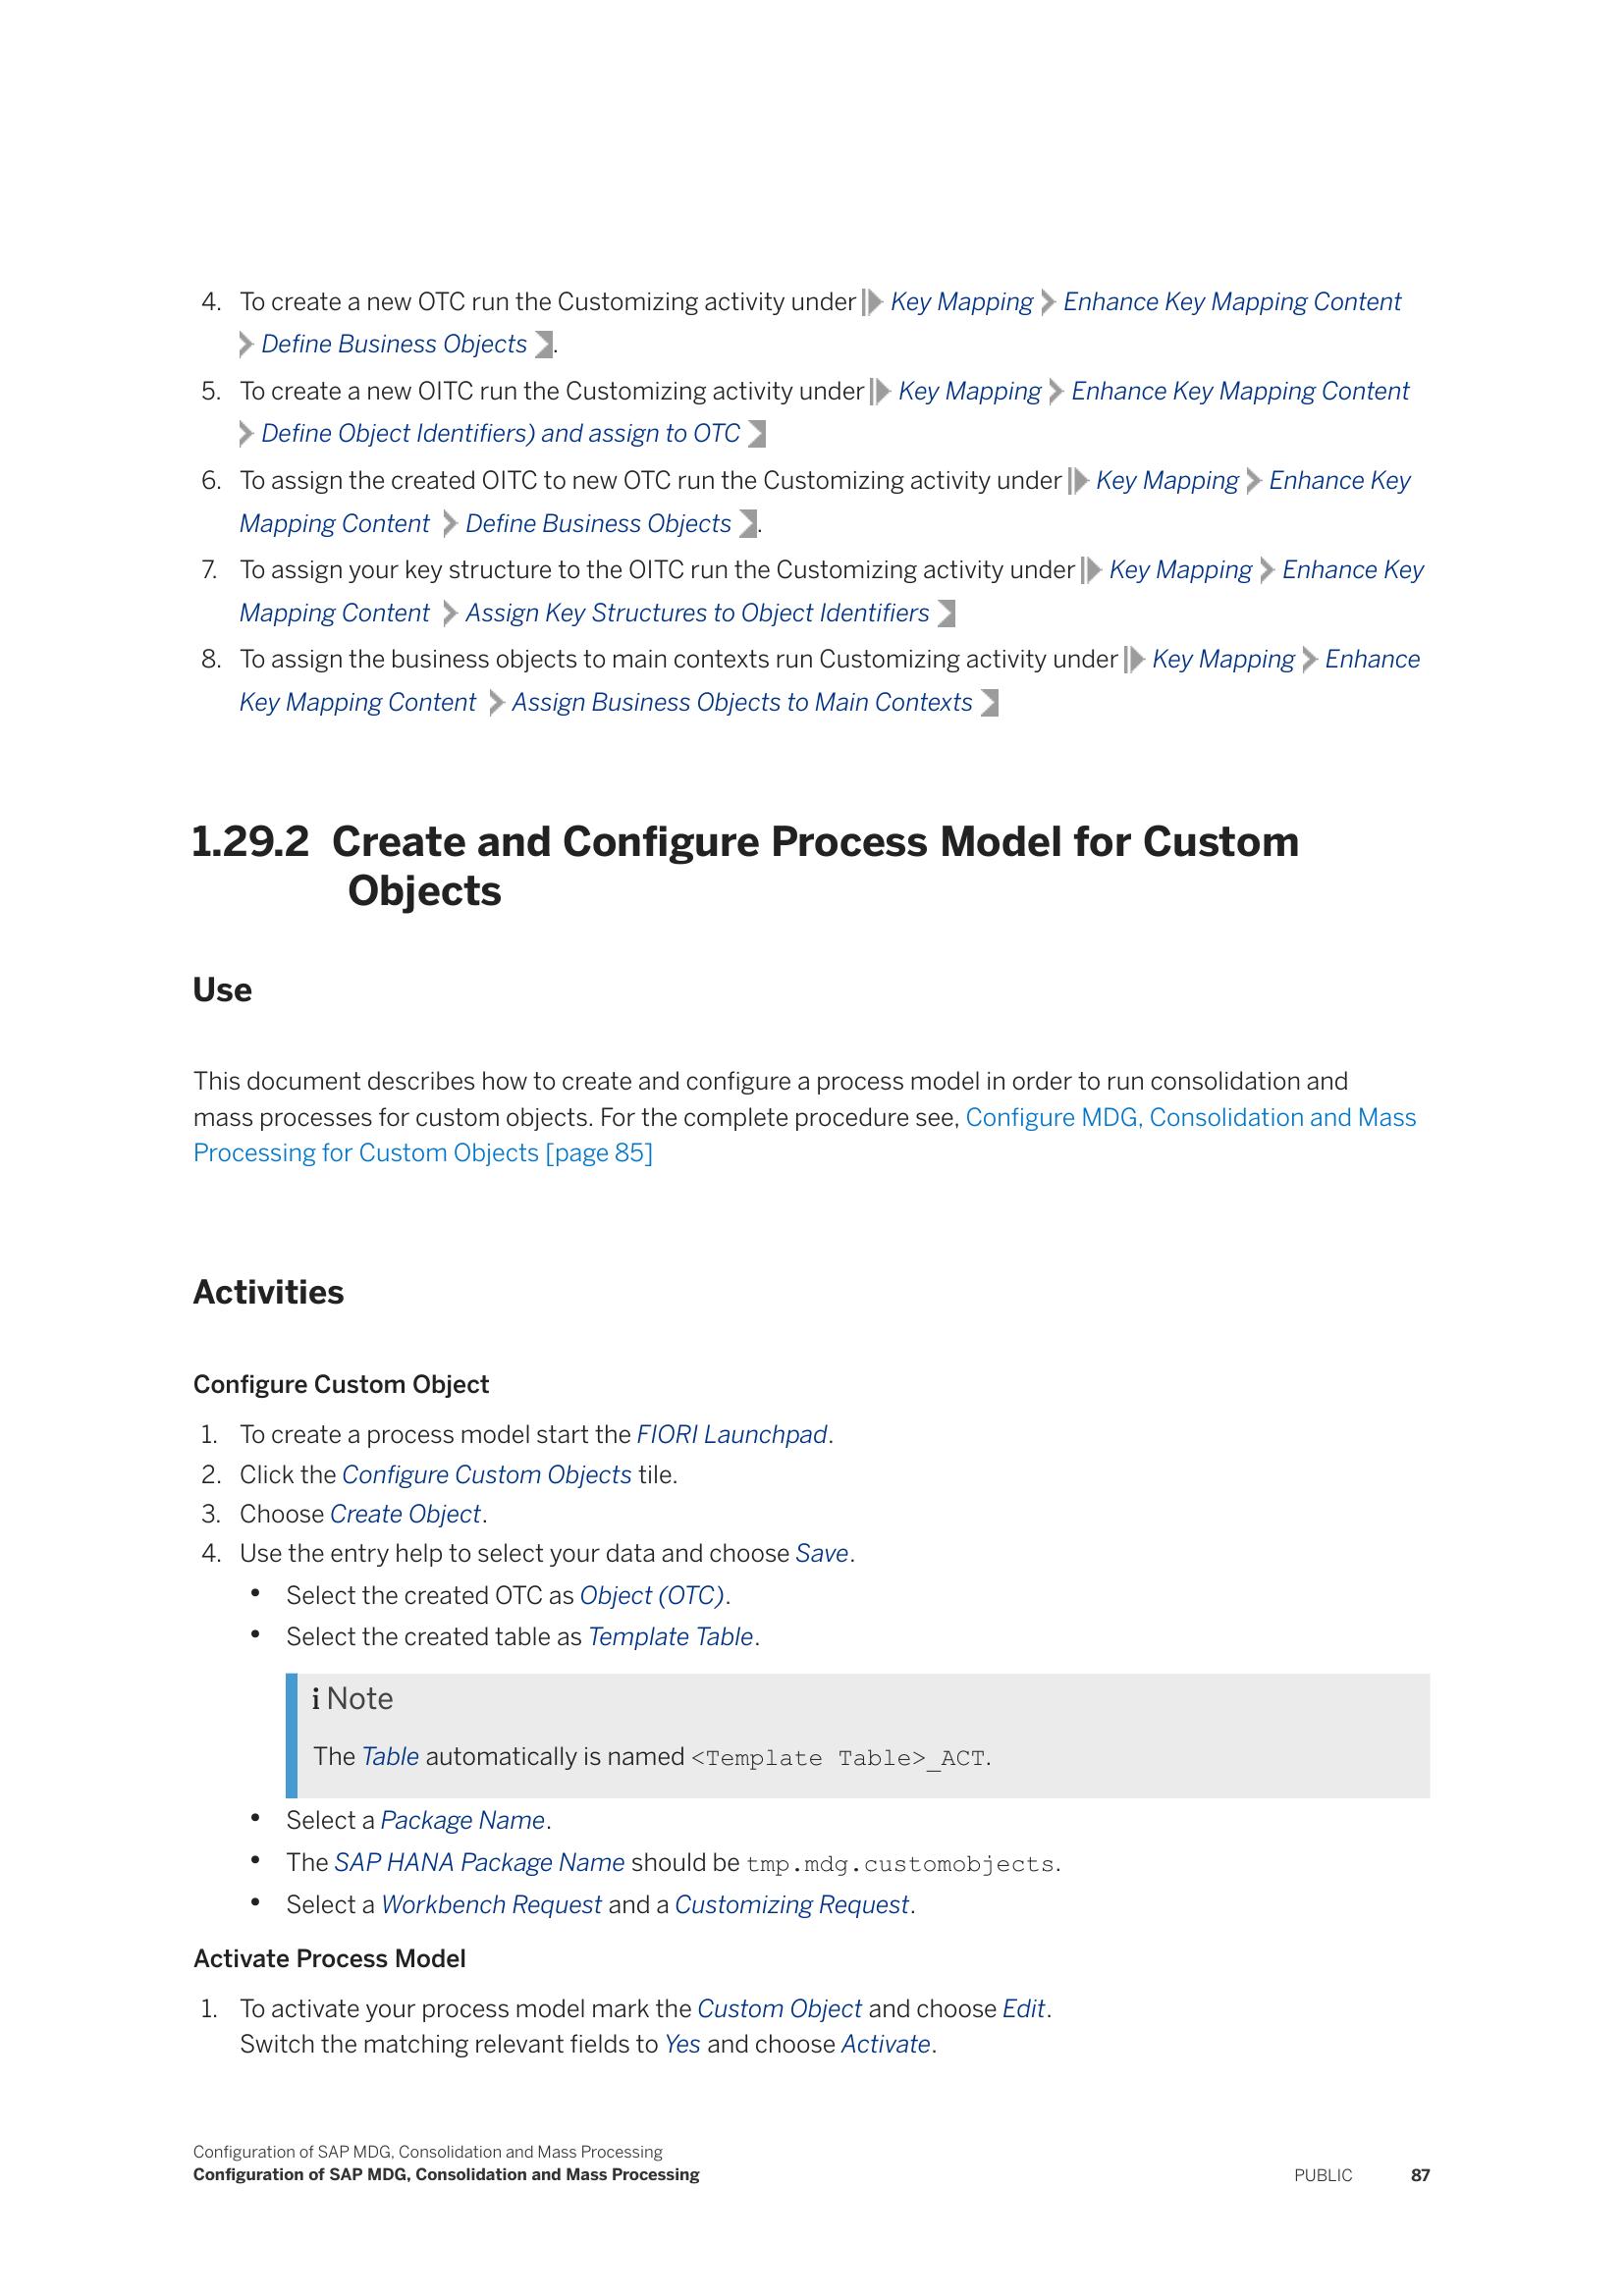 4. To create a new OTC run the Customizing activity under Key Mapping Enhance Key Mapping Content
Define Business Objects .
5. To create a new OITC run the Customizing activity under Key Mapping Enhance Key Mapping Content
Define Object Identifiers) and assign to OTC
6. To assign the created OITC to new OTC run the Customizing activity under Key Mapping Enhance Key
Mapping Content Define Business Objects .
7. To assign your key structure to the OITC run the Customizing activity under Key Mapping Enhance Key
Mapping Content Assign Key Structures to Object Identifiers
8. To assign the business objects to main contexts run Customizing activity under Key Mapping Enhance
Key Mapping Content Assign Business Objects to Main Contexts
1.29.2 Create and Configure Process Model for Custom
Objects
Use
This document describes how to create and configure a process model in order to run consolidation and
mass processes for custom objects. For the complete procedure see, Configure MDG, Consolidation and Mass
Processing for Custom Objects [page 85]
Activities
Configure Custom Object
1. To create a process model start the FIORI Launchpad.
2. Click the Configure Custom Objects tile.
3. Choose Create Object.
4. Use the entry help to select your data and choose Save.
• Select the created OTC as Object (OTC).
• Select the created table as Template Table.
i Note
The Table automatically is named <Template Table>_ACT.
• Select a Package Name.
• The SAP HANA Package Name should be tmp.mdg.customobjects.
• Select a Workbench Request and a Customizing Request.
Activate Process Model
1. To activate your process model mark the Custom Object and choose Edit.
Switch the matching relevant fields to Yes and choose Activate.
Configuration of SAP MDG, Consolidation and Mass Processing
Configuration of SAP MDG, Consolidation and Mass Processing PUBLIC 87